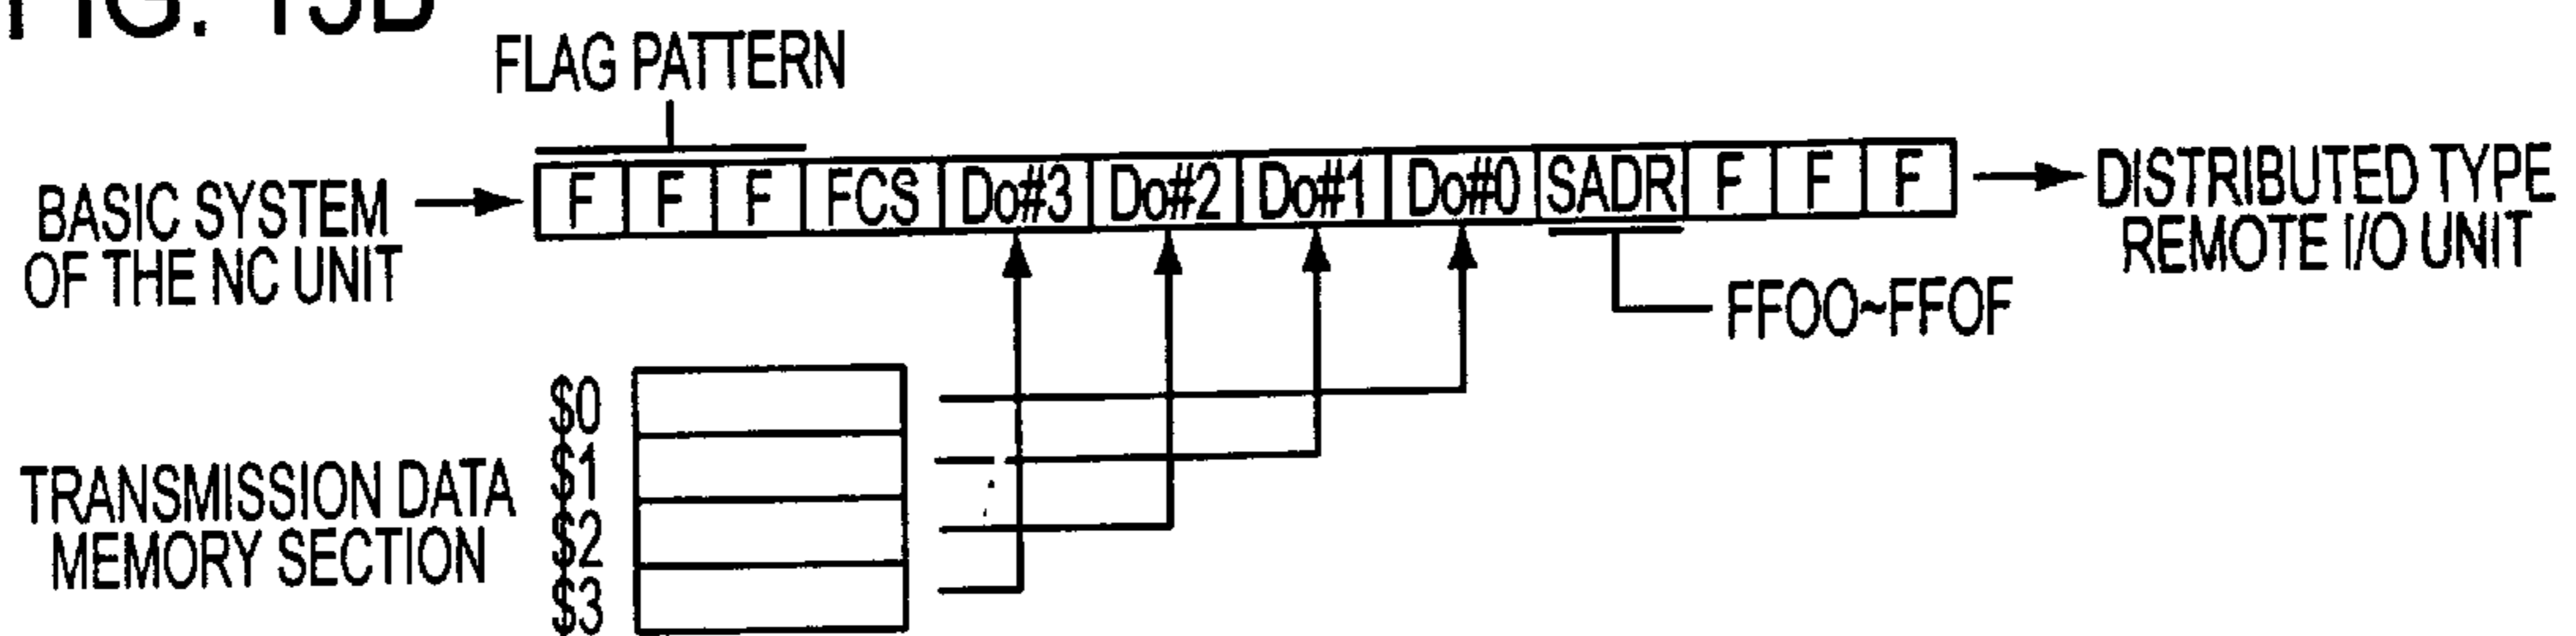 FIG. 15B
FLAG PATTERN
BASIC SYSTEM
OF THE NC UNIT
F F F FCS Do#3 Do#2 Do#1 Do#0 SADR F F F
DISTRIBUTED TYPE
REMOTE I/O UNIT
FFOO~FFOF
TRANSMISSION DATA
MEMORY SECTION
$0
$1
$2
$3